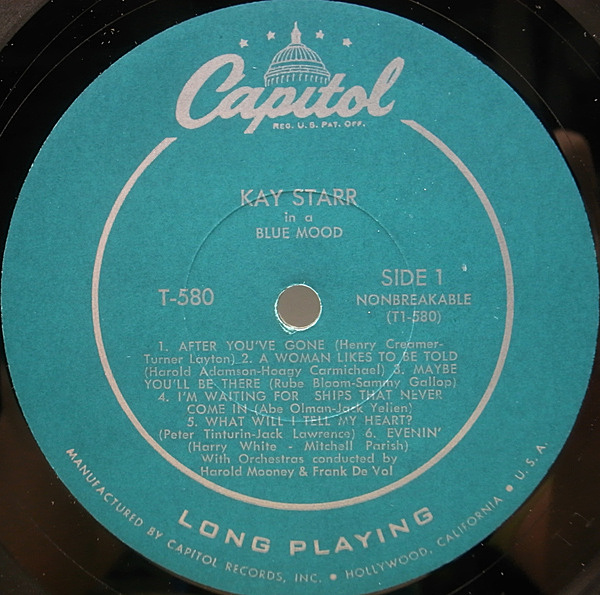 Capitol
REG. U.S. PAT. OFF.
KAY STARR
in a
BLUE MOOD
T-580
SIDE 1
NONBREAKABLE
(T1-580)
1. AFTER YOU'VE GONE (Henry Creamer-
Turner Layton) 2. A WOMAN LIKES TO BE TOLD
(Harold Adamson-Hoagy Carmichael) 3. MAYBE
YOU'LL BE THERE (Rube Bloom-Sammy Gallop)
4. I'M WAITING FOR SHIPS THAT NEVER
COME IN (Abe Olman-Jack Yellen)
5. WHAT WILL I TELL MY HEART?
(Peter Tinturin-Jack Lawrence) 6. EVENIN'
(Harry White - Mitchell Parish)
With Orchestras conducted by
Harold Mooney & Frank De Vol
LONG PLAYING
MANUFACTURED BY CAPITOL RECORDS, INC. • HOLLYWOOD, CALIFORNIA • U.S.A.